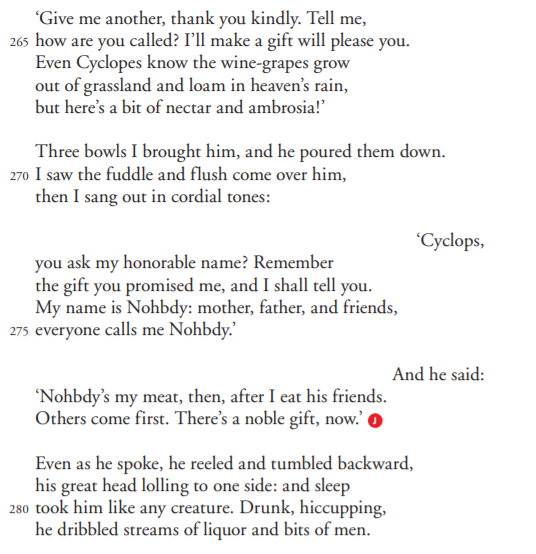 ‘Give me another, thank you kindly. Tell me,
265 how are you called? I’ll make a gift will please you.
Even Cyclopes know the wine-grapes grow
out of grassland and loam in heaven’s rain,
but here’s a bit of nectar and ambrosia!’
Three bowls I brought him, and he poured them down.
270 I saw the fuddle and flush come over him,
then I sang out in cordial tones:
‘Cyclops,
you ask my honorable name? Remember
the gift you promised me, and I shall tell you.
My name is Nohbdy: mother, father, and friends,
275 everyone calls me Nohbdy.’
And he said:
‘Nohbdy’s my meat, then, after I eat his friends.
Others come first. There’s a noble gift, now.’ J
Even as he spoke, he reeled and tumbled backward,
his great head lolling to one side: and sleep
280 took him like any creature. Drunk, hiccupping,
he dribbled streams of liquor and bits of men.